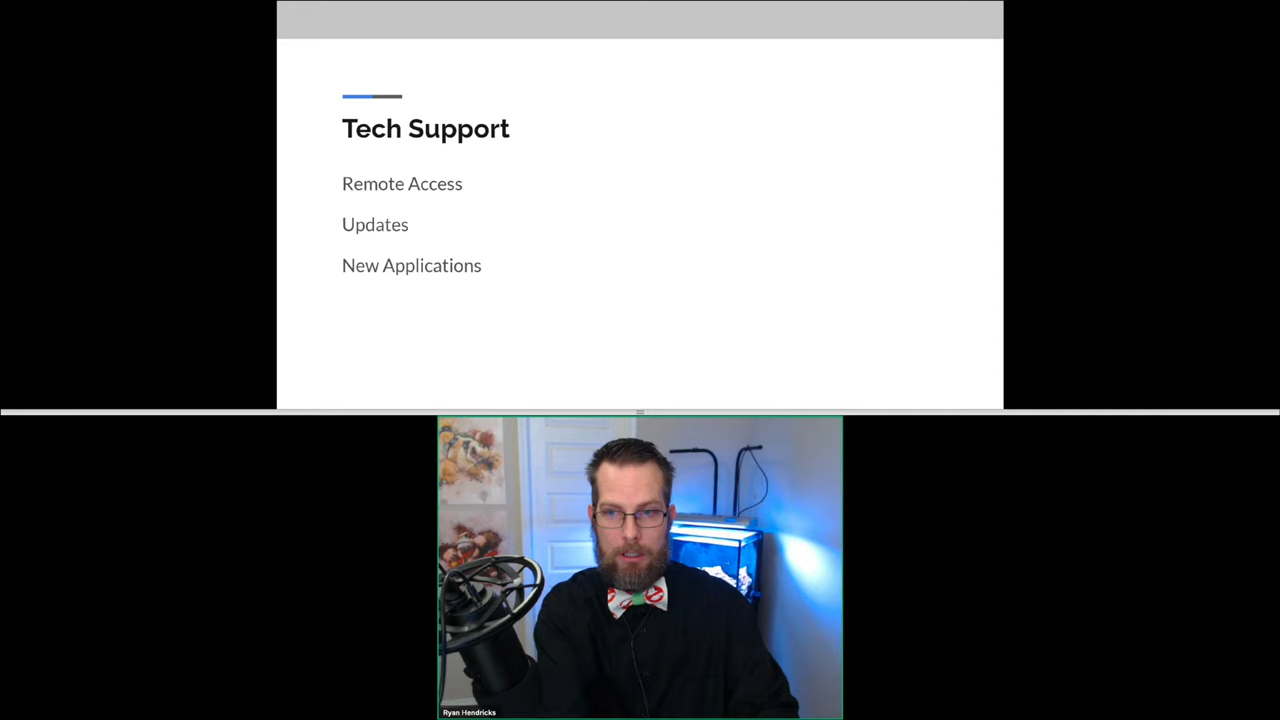 Tech Support
Remote Access
Updates
New Applications
Ryan Hendricks